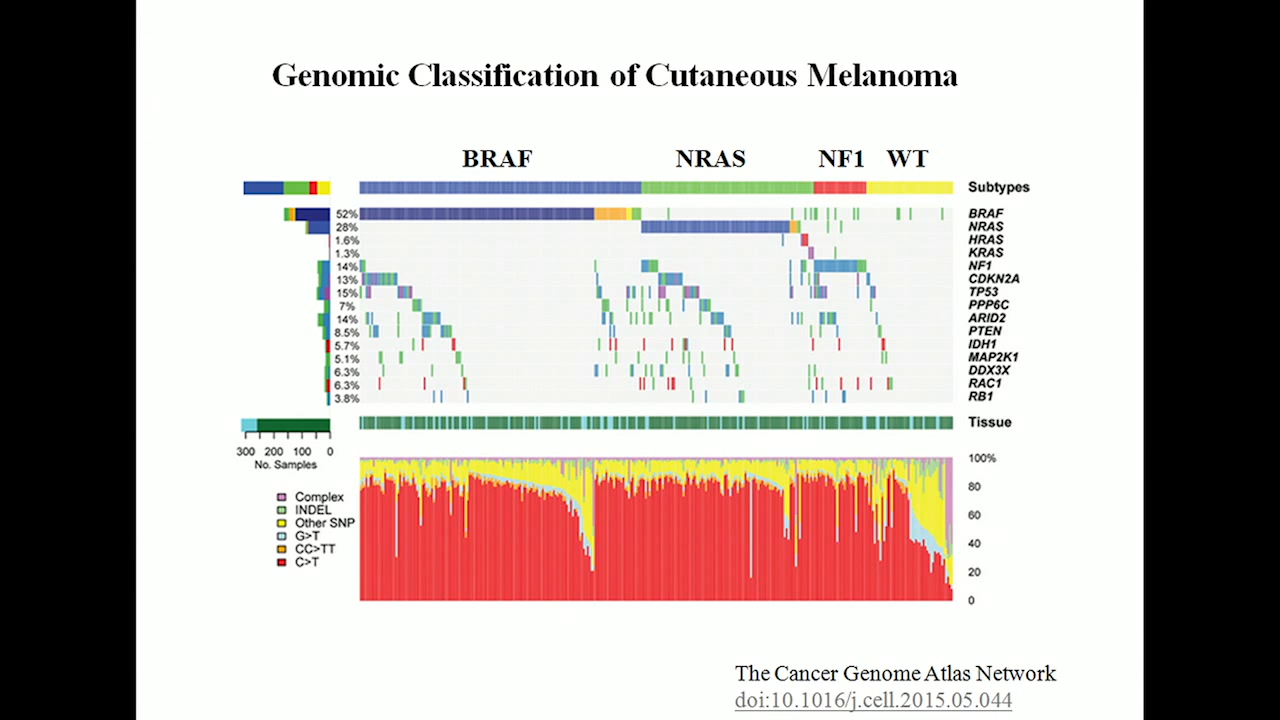 Genomic Classification of Cutaneous Melanoma
BRAF NRAS NF1 WT
Subtypes
52% BRAF
28% NRAS
1.6% HRAS
1.3% KRAS
14% NF1
13% CDKN2A
15% TP53
7% PPP6C
14% ARID2
8.5% PTEN
5.7% IDH1
5.1% MAP2K1
6.3% DDX3X
6.3% RAC1
3.8% RB1
Tissue
300 200 100 0
No. Samples
100%
80
60
40
20
0
Complex
INDEL
Other SNP
G>T
CC>TT
C>T
The Cancer Genome Atlas Network
doi:10.1016/j.cell.2015.05.044